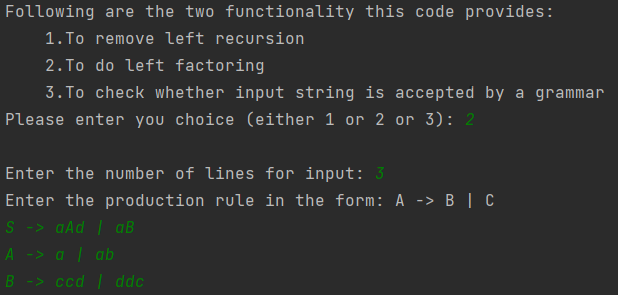 Following are the two functionality this code provides:
1.To remove left recursion
2.To do left factoring
3.To check whether input string is accepted by a grammar
Please enter you choice (either 1 or 2 or 3): 2
Enter the number of lines for input: 3
Enter the production rule in the form: A -> B | C
S -> aAd | aB
A -> a | ab
B -> ccd | ddc